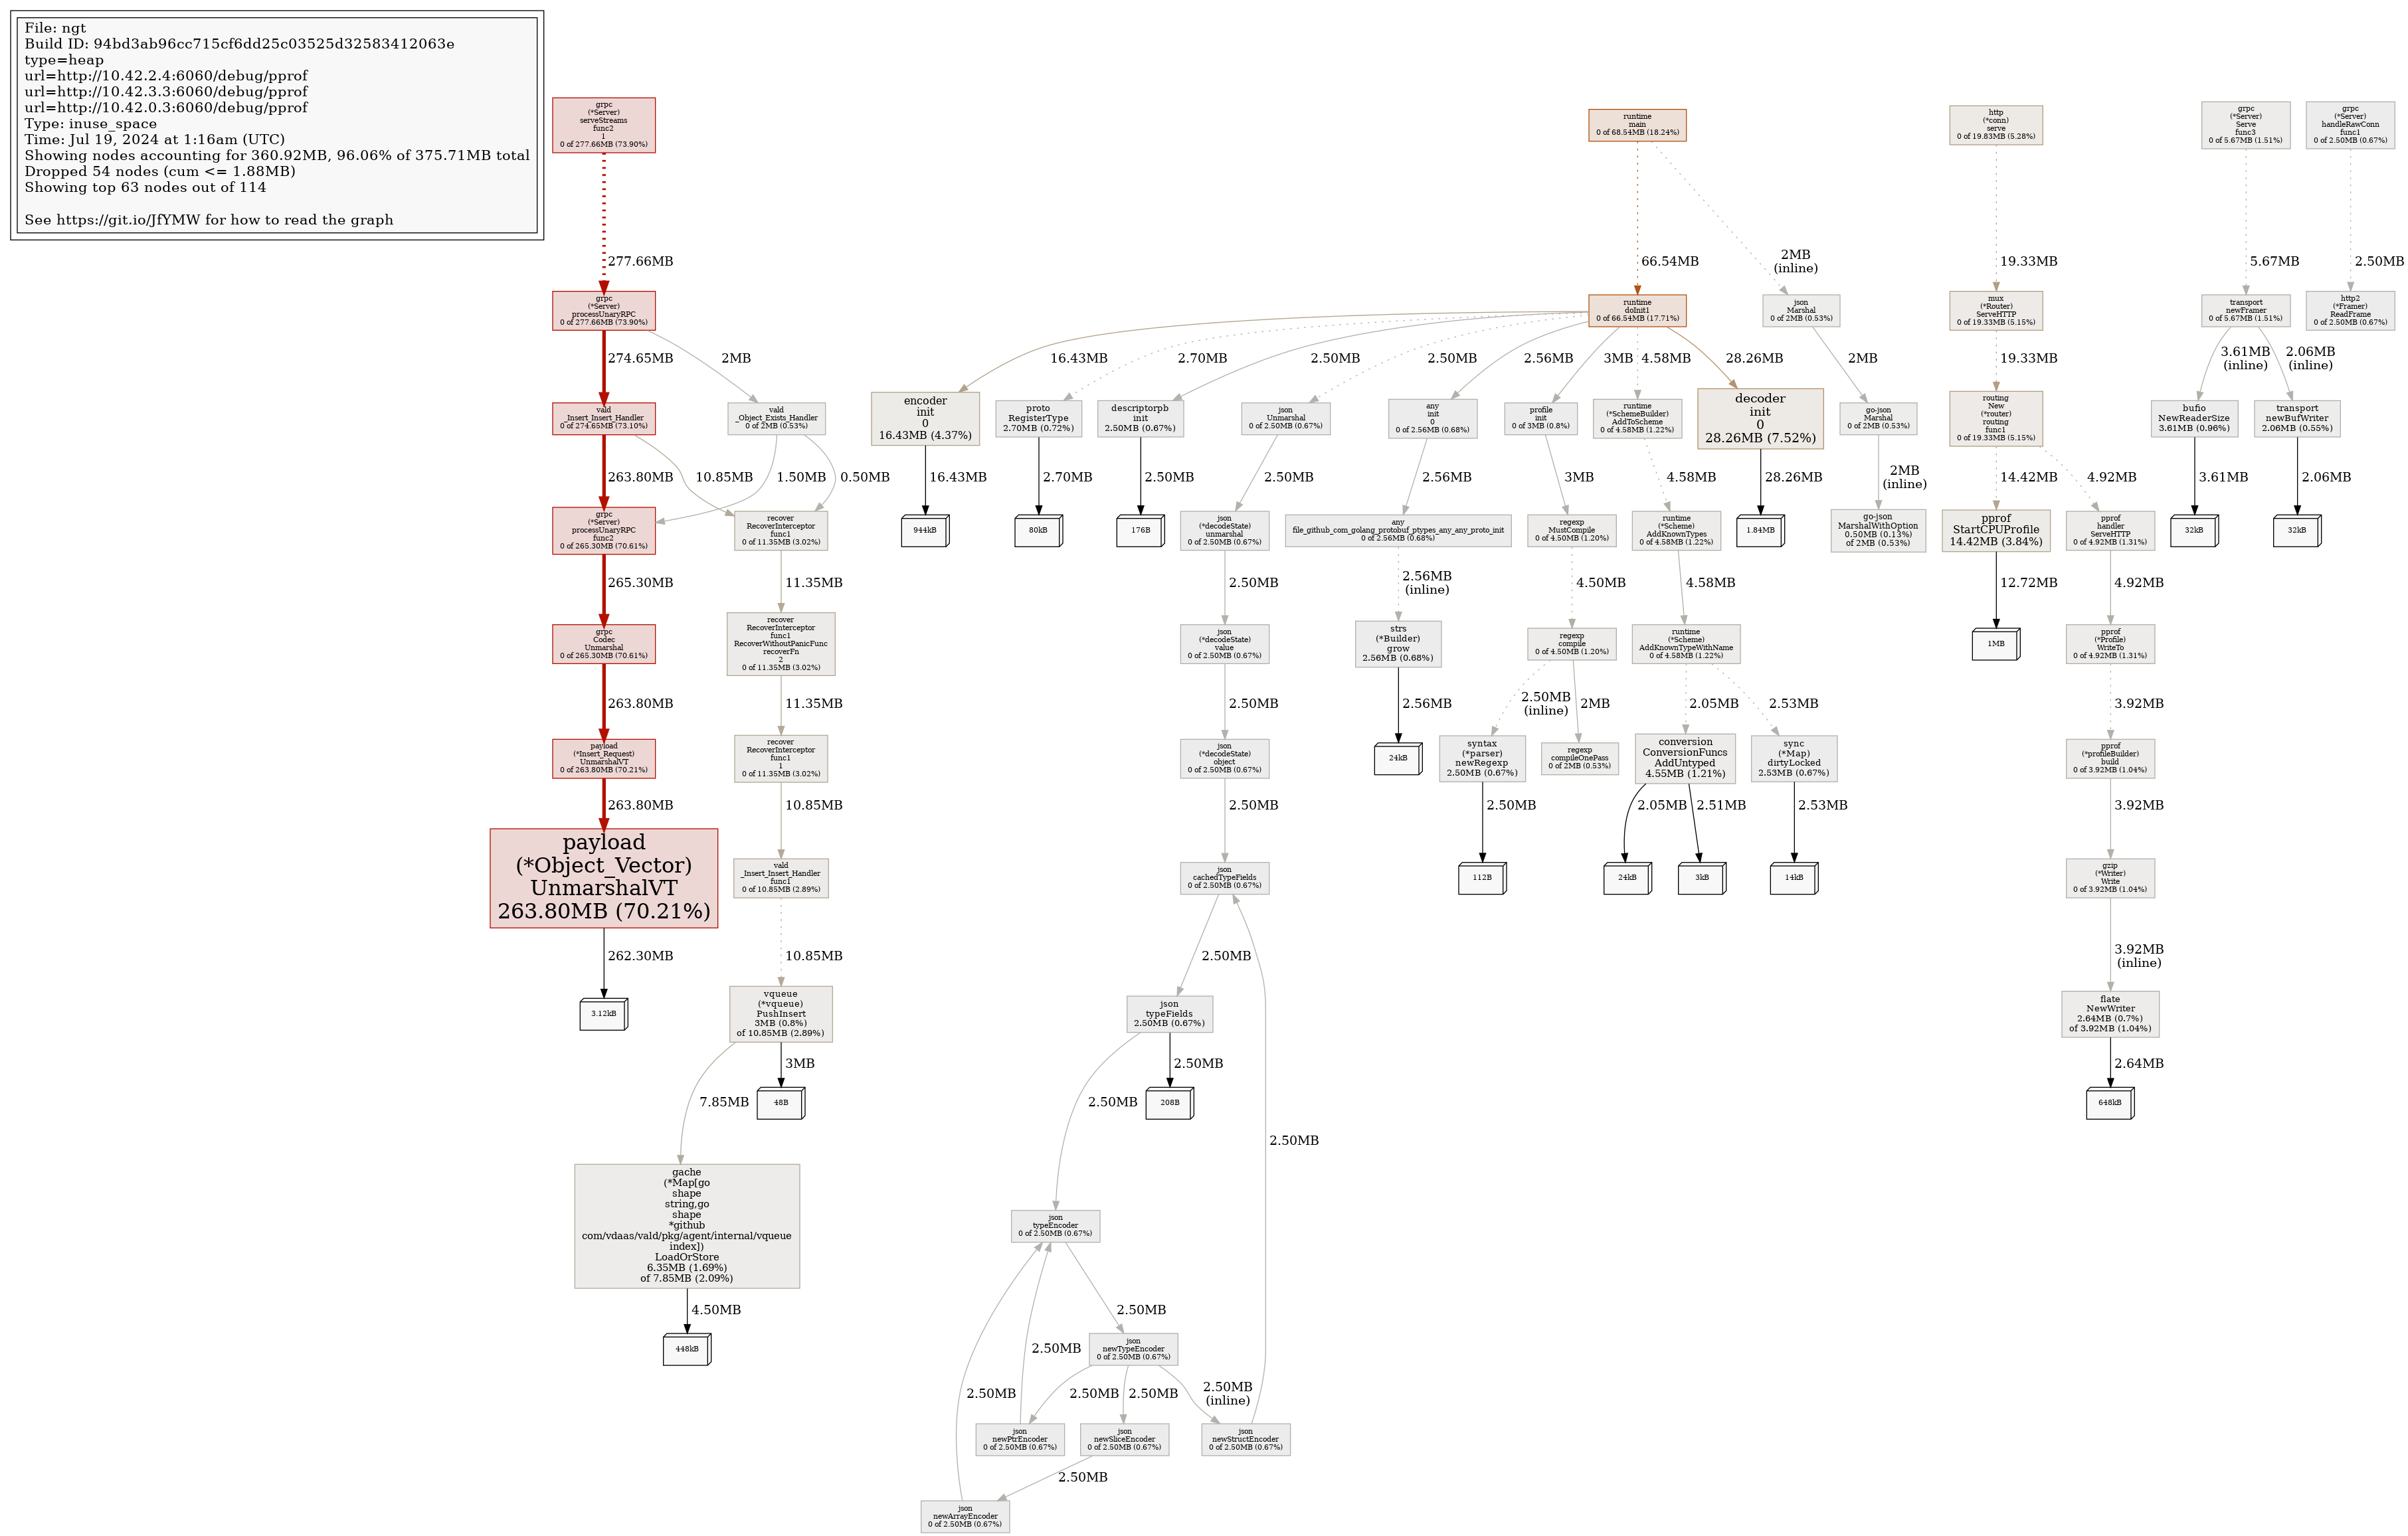 File: ngt
Build ID: 94bd3ab96cc715cf6dd25c03525d32583412063e
type=heap
url=http://10.42.2.4:6060/debug/pprof
url=http://10.42.3.3:6060/debug/pprof
url=http://10.42.0.3:6060/debug/pprof
Type: inuse_space
Time: Jul 19, 2024 at 1:16am (UTC)
Showing nodes accounting for 360.92MB, 96.06% of 375.71MB total
Dropped 54 nodes (cum <= 1.88MB)
Showing top 63 nodes out of 114
See https://git.io/JfYMW for how to read the graph
grpc
(*Server)
serveStreams
func2
1
0 of 277.66MB (73.90%)
runtime
main
0 of 68.54MB (18.24%)
http
(*conn)
serve
0 of 19.83MB (5.28%)
grpc
(*Server)
Serve
func3
0 of 5.67MB (1.51%)
grpc
(*Server)
handleRawConn
func1
0 of 2.50MB (0.67%)
277.66MB
66.54MB
2MB
(inline)
19.33MB
5.67MB
2.50MB
grpc
(*Server)
processUnaryRPC
0 of 277.66MB (73.90%)
runtime
doInit1
0 of 66.54MB (17.71%)
json
Marshal
0 of 2MB (0.53%)
mux
(*Router)
ServeHTTP
0 of 19.33MB (5.15%)
transport
newFramer
0 of 5.67MB (1.51%)
http2
(*Framer)
ReadFrame
0 of 2.50MB (0.67%)
274.65MB
2MB
16.43MB
2.70MB
2.50MB
2.50MB
2.56MB
3MB
4.58MB
28.26MB
2MB
19.33MB
3.61MB
(inline)
2.06MB
(inline)
vald
_Insert_Insert_Handler
0 of 274.65MB (73.10%)
vald
_Object_Exists_Handler
0 of 2MB (0.53%)
encoder
init
0
16.43MB (4.37%)
proto
RegisterType
2.70MB (0.72%)
descriptorpb
init
2.50MB (0.67%)
json
Unmarshal
0 of 2.50MB (0.67%)
any
init
0
0 of 2.56MB (0.68%)
profile
init
0 of 3MB (0.8%)
runtime
(*SchemeBuilder)
AddToScheme
0 of 4.58MB (1.22%)
decoder
init
0
28.26MB (7.52%)
go-json
Marshal
0 of 2MB (0.53%)
routing
New
(*router)
routing
func1
0 of 19.33MB (5.15%)
bufio
NewReaderSize
3.61MB (0.96%)
transport
newBufWriter
2.06MB (0.55%)
263.80MB
10.85MB
1.50MB
0.50MB
16.43MB
2.70MB
2.50MB
2.50MB
2.56MB
3MB
4.58MB
28.26MB
2MB
(inline)
14.42MB
4.92MB
3.61MB
2.06MB
grpc
(*Server)
processUnaryRPC
func2
0 of 265.30MB (70.61%)
recover
RecoverInterceptor
func1
0 of 11.35MB (3.02%)
944kB
80kB
176B
json
(*decodeState)
unmarshal
0 of 2.50MB (0.67%)
any
file_github_com_golang_protobuf_ptypes_any_any_proto_init
0 of 2.56MB (0.68%)
regexp
MustCompile
0 of 4.50MB (1.20%)
runtime
(*Scheme)
AddKnownTypes
0 of 4.58MB (1.22%)
1.84MB
go-json
MarshalWithOption
0.50MB (0.13%)
of 2MB (0.53%)
pprof
StartCPUProfile
14.42MB (3.84%)
pprof
handler
ServeHTTP
0 of 4.92MB (1.31%)
32kB
32kB
265.30MB
11.35MB
2.50MB
2.56MB
(inline)
4.50MB
4.58MB
12.72MB
4.92MB
grpc
Codec
Unmarshal
0 of 265.30MB (70.61%)
recover
RecoverInterceptor
func1
RecoverWithoutPanicFunc
recoverFn
2
0 of 11.35MB (3.02%)
json
(*decodeState)
value
0 of 2.50MB (0.67%)
strs
(*Builder)
grow
2.56MB (0.68%)
regexp
compile
0 of 4.50MB (1.20%)
runtime
(*Scheme)
AddKnownTypeWithName
0 of 4.58MB (1.22%)
1MB
pprof
(*Profile)
WriteTo
0 of 4.92MB (1.31%)
263.80MB
11.35MB
2.50MB
2.56MB
2.50MB
(inline)
2MB
2.05MB
2.53MB
3.92MB
payload
(*Insert_Request)
UnmarshalVT
0 of 263.80MB (70.21%)
recover
RecoverInterceptor
func1
1
0 of 11.35MB (3.02%)
json
(*decodeState)
object
0 of 2.50MB (0.67%)
24kB
syntax
(*parser)
newRegexp
2.50MB (0.67%)
regexp
compileOnePass
0 of 2MB (0.53%)
conversion
ConversionFuncs
AddUntyped
4.55MB (1.21%)
sync
(*Map)
dirtyLocked
2.53MB (0.67%)
pprof
(*profileBuilder)
build
0 of 3.92MB (1.04%)
263.80MB
10.85MB
2.50MB
2.50MB
2.05MB
2.51MB
2.53MB
3.92MB
payload
(*Object_Vector)
UnmarshalVT
263.80MB (70.21%)
vald
_Insert_Insert_Handler
func1
0 of 10.85MB (2.89%)
json
cachedTypeFields
0 of 2.50MB (0.67%)
112B
24kB
3kB
14kB
gzip
(*Writer)
Write
0 of 3.92MB (1.04%)
262.30MB
10.85MB
2.50MB
3.92MB
(inline)
3.12kB
vqueue
(*vqueue)
PushInsert
3MB (0.8%)
of 10.85MB (2.89%)
json
typeFields
2.50MB (0.67%)
flate
NewWriter
2.64MB (0.7%)
of 3.92MB (1.04%)
7.85MB
3MB
2.50MB
2.50MB
2.50MB
2.64MB
48B
208B
648kB
gache
(*Map[go
shape
string,go
shape
*github
com/vdaas/vald/pkg/agent/internal/vqueue
index])
LoadOrStore
6.35MB (1.69%)
of 7.85MB (2.09%)
json
typeEncoder
0 of 2.50MB (0.67%)
4.50MB
2.50MB
448kB
json
newTypeEncoder
0 of 2.50MB (0.67%)
2.50MB
2.50MB
2.50MB
2.50MB
2.50MB
(inline)
json
newPtrEncoder
0 of 2.50MB (0.67%)
json
newSliceEncoder
0 of 2.50MB (0.67%)
json
newStructEncoder
0 of 2.50MB (0.67%)
2.50MB
json
newArrayEncoder
0 of 2.50MB (0.67%)